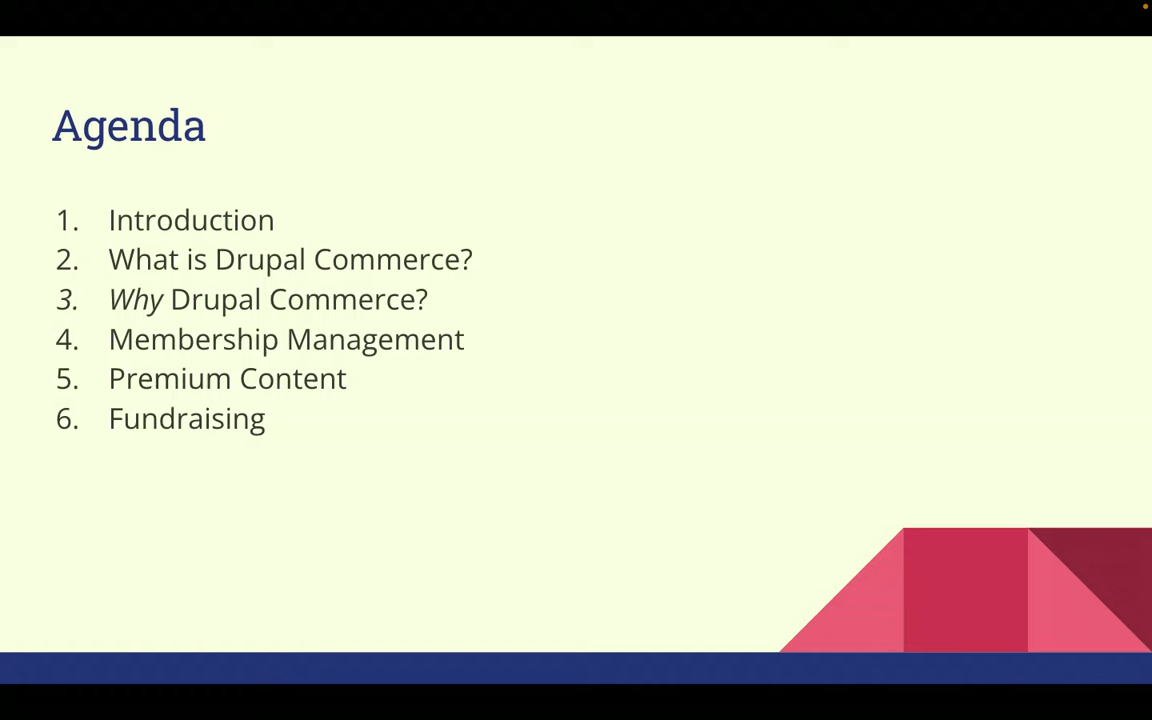 Agenda
1. Introduction
2. What is Drupal Commerce?
3. Why Drupal Commerce?
4. Membership Management
5. Premium Content
6. Fundraising